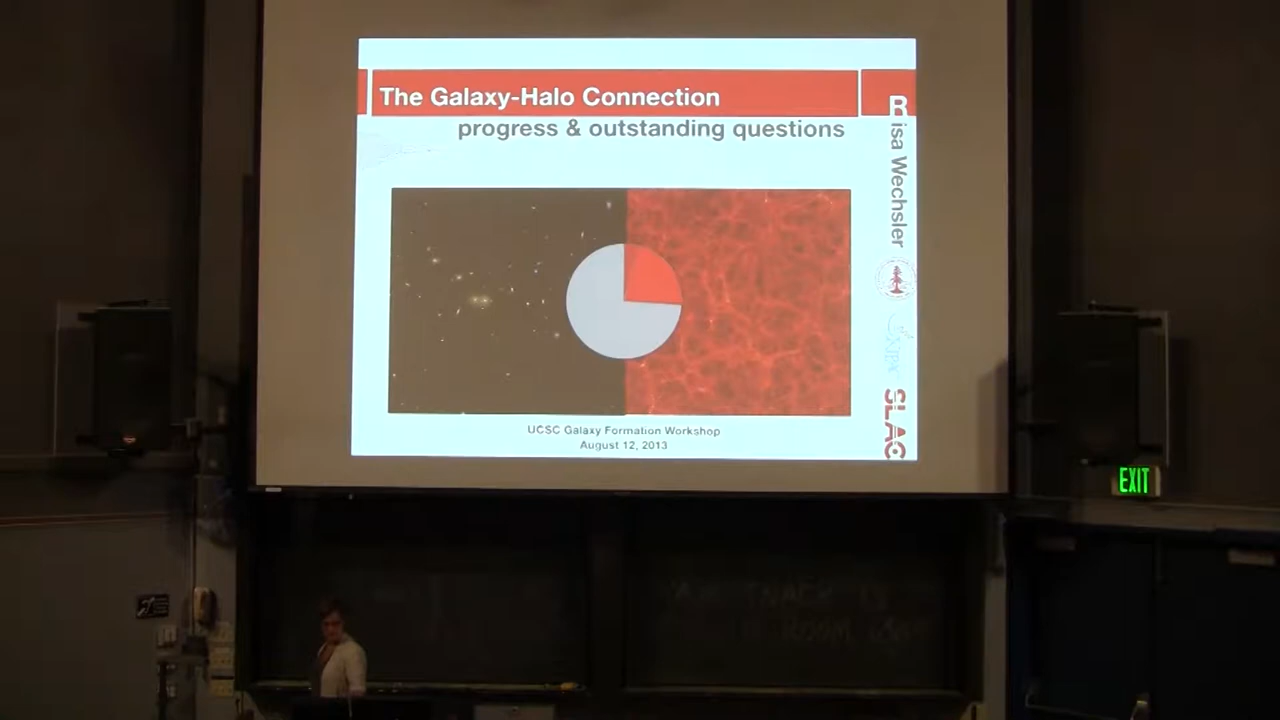 The Galaxy-Halo Connection
progress & outstanding questions
Risa Wechsler
SLAC
UCSC Galaxy Formation Workshop
August 12, 2013
EXIT